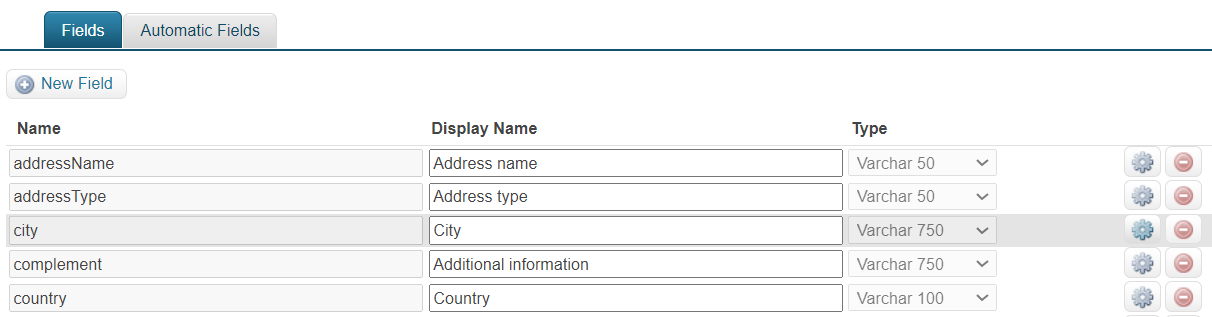 Fields Automatic Fields
New Field
Name Display Name Type
addressName Address name Varchar 50
addressType Address type Varchar 50
city City Varchar 750
complement Additional information Varchar 750
country Country Varchar 100